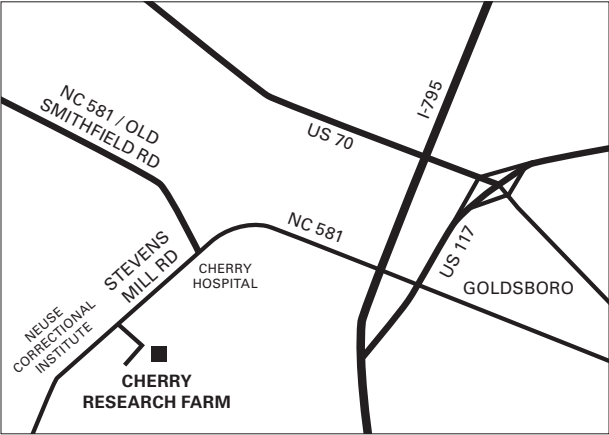 I-795
NC 581 / OLD
SMITHFIELD RD
US 70
NC 581
STEVENS
MILL RD
US 117
CHERRY
HOSPITAL
GOLDSBORO
NEUSE
CORRECTIONAL
INSTITUTE
CHERRY
RESEARCH FARM